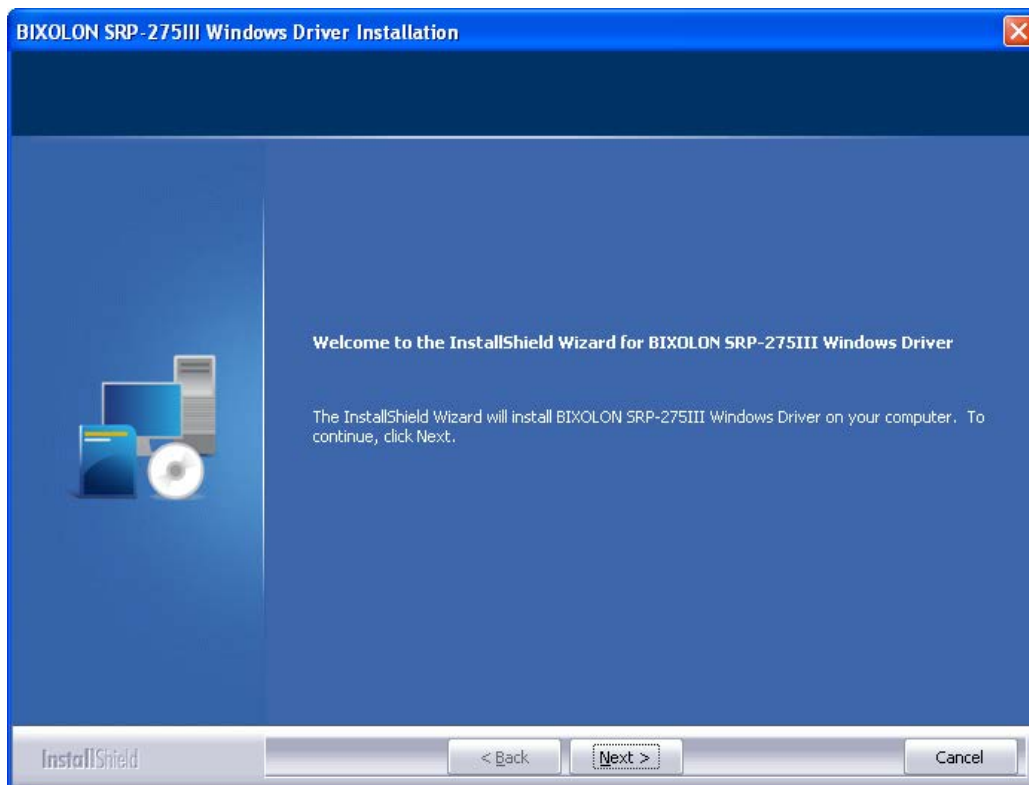 BIXOLON SRP-275III Windows Driver Installation
Welcome to the InstallShield Wizard for BIXOLON SRP-275III Windows Driver
The InstallShield Wizard will install BIXOLON SRP-275III Windows Driver on your computer. To
continue, click Next.
InstallShield
< Back
Next >
Cancel